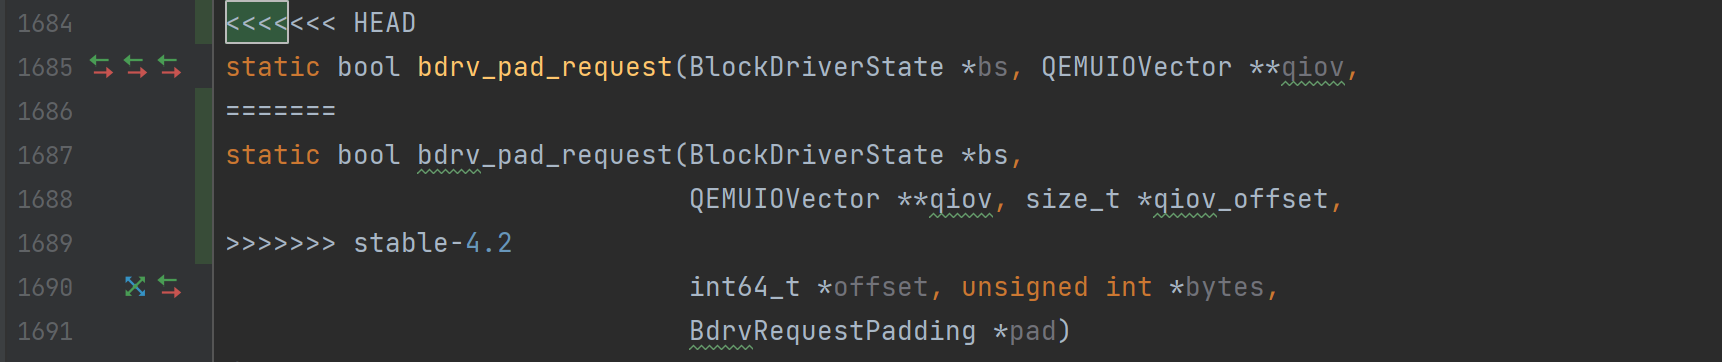 1684 <<<<<<< HEAD
1685 static bool bdrv_pad_request(BlockDriverState *bs, QEMUIOVector **qiov,
1686 =======
1687 static bool bdrv_pad_request(BlockDriverState *bs,
1688 QEMUIOVector **qiov, size_t *qiov_offset,
1689 >>>>>>> stable-4.2
1690 int64_t *offset, unsigned int *bytes,
1691 BdrvRequestPadding *pad)